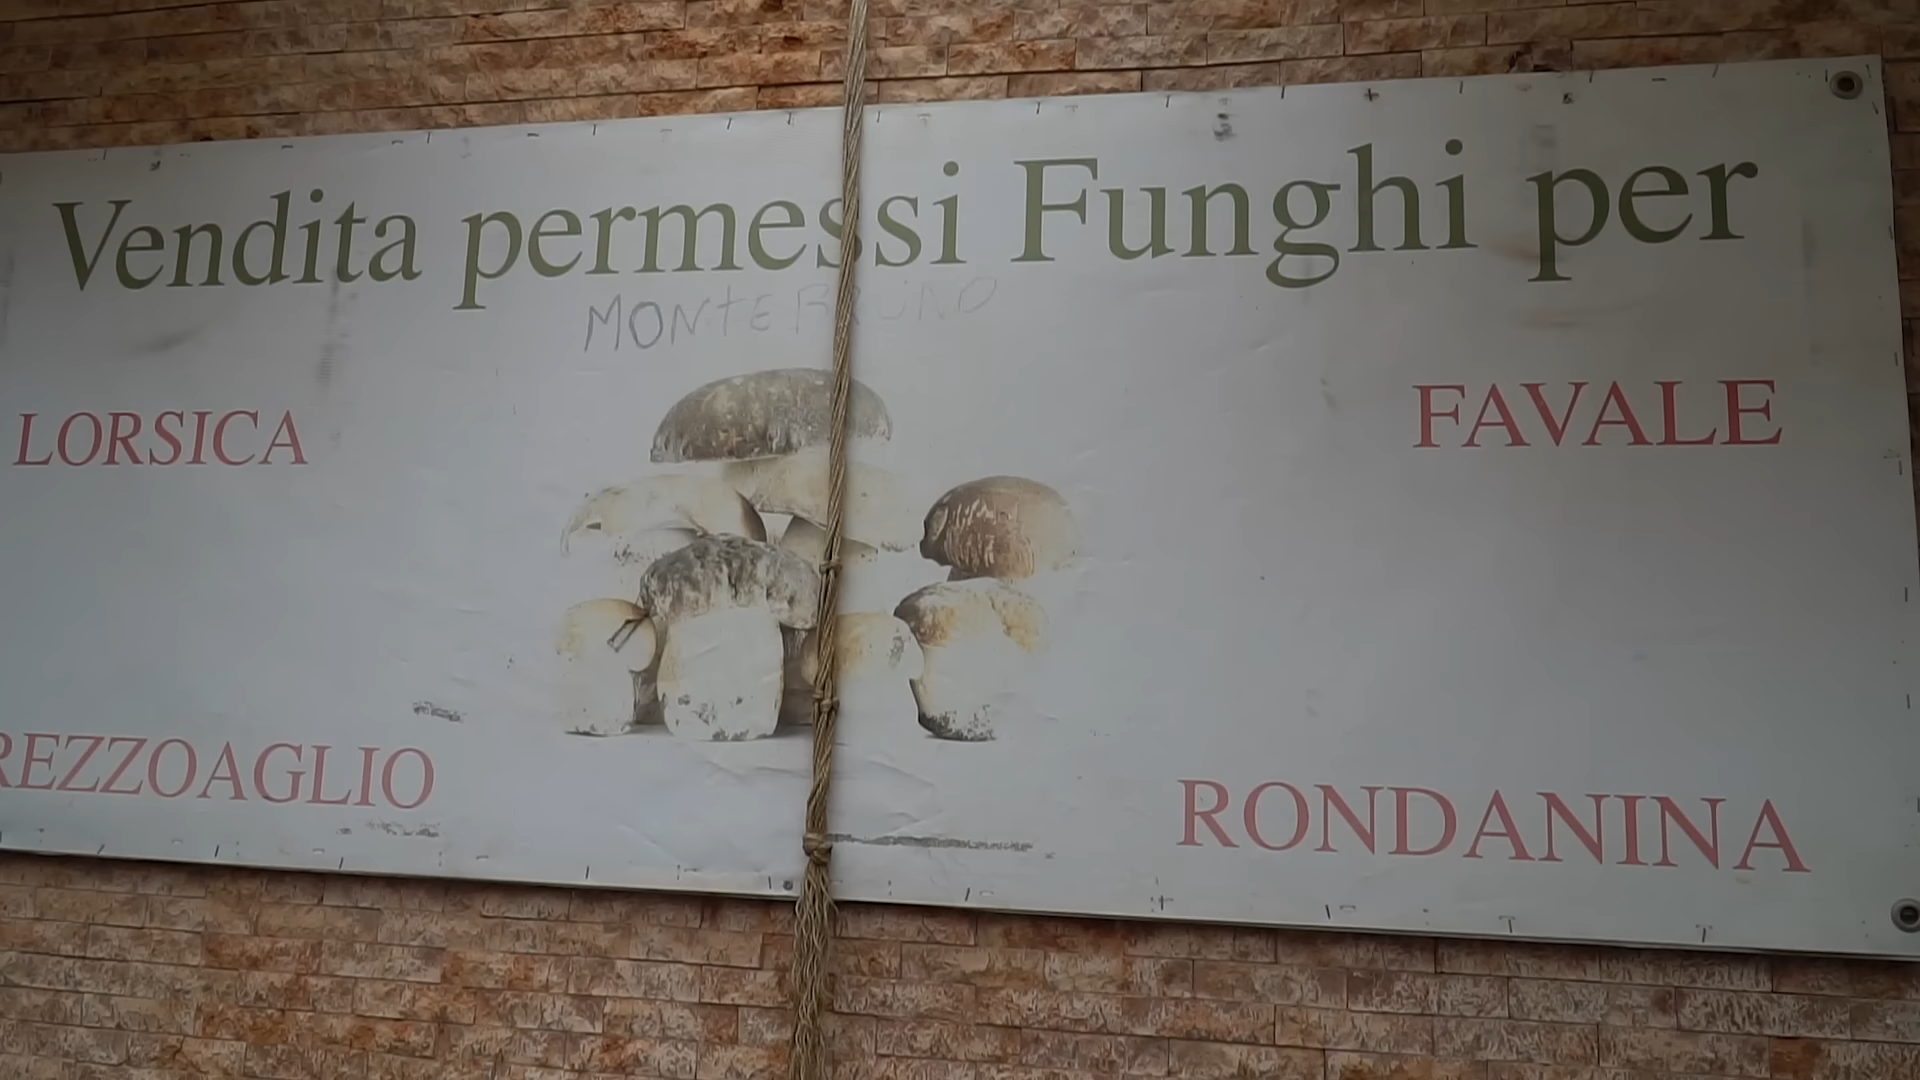 Vendita permessi Funghi per
MONTEBRUNO
LORSICA
FAVALE
REZZOAGLIO
RONDANINA